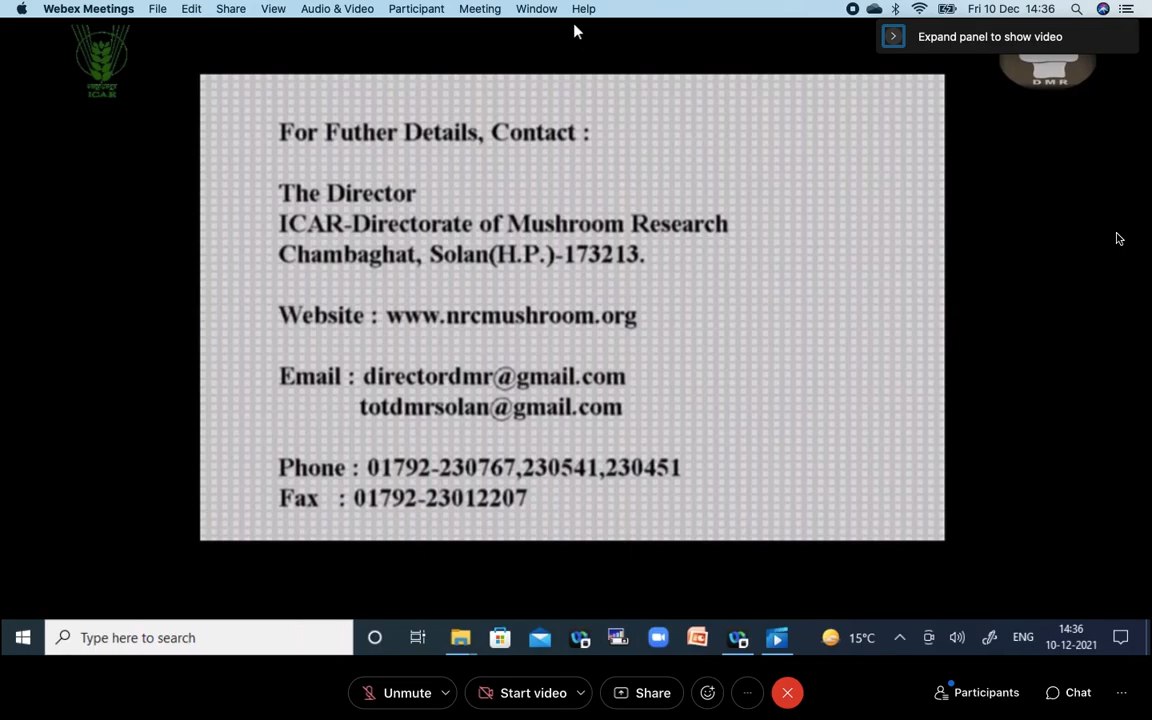 Webex Meetings File Edit Share View Audio & Video Participant Meeting Window Help Fri 10 Dec 14:36
Expand panel to show video
ICAR
DMR
For Futher Details, Contact :
The Director
ICAR-Directorate of Mushroom Research
Chambaghat, Solan(H.P.)-173213.
Website : www.nrcmushroom.org
Email : directordmr@gmail.com
totdmrsolan@gmail.com
Phone : 01792-230767,230541,230451
Fax : 01792-23012207
Type here to search 15°C ENG 14:36
10-12-2021
Unmute Start video Share Participants Chat